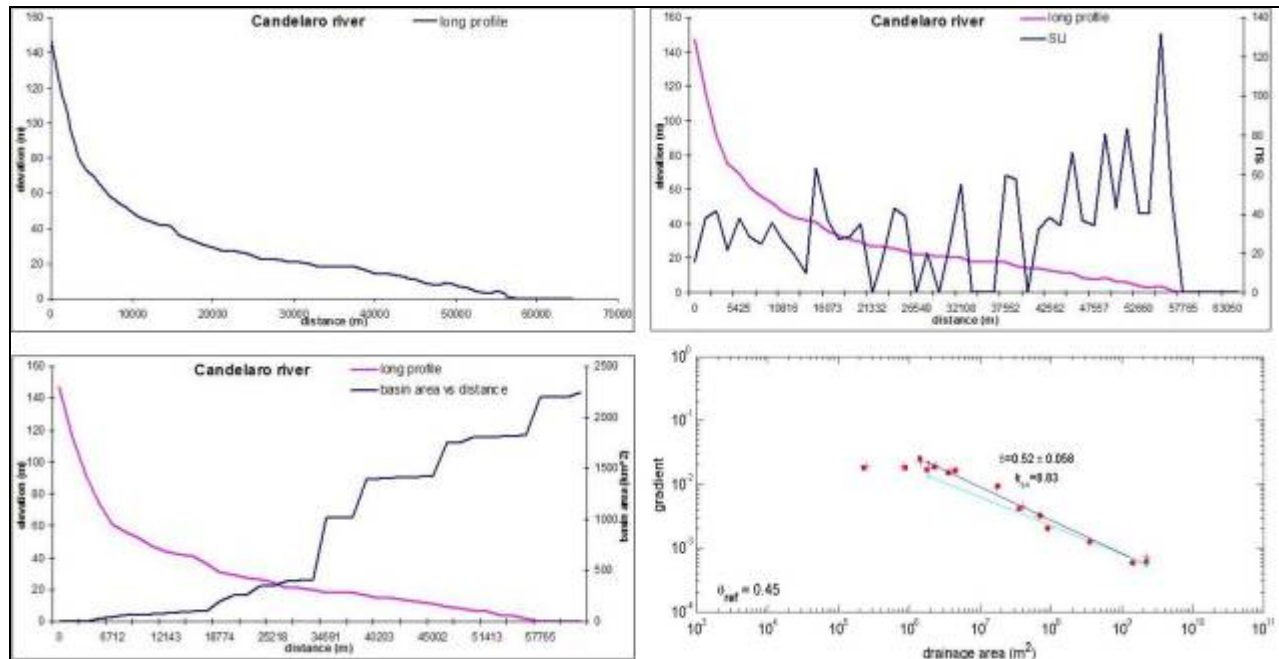 Candelaro river
long profile
elevation (m)
160
140
120
100
80
60
40
20
0
0 10000 20000 30000 40000 50000 60000 70000
distance (m)
Candelaro river
long profile
SLI
elevation (m)
160
140
120
100
80
60
40
20
0
140
120
100
80
60
40
20
0
SLI
0 5425 10816 16073 21332 26540 32108 37552 42562 47557 52660 57765 63050
distance (m)
Candelaro river
long profile
basin area vs distance
elevation (m)
160
140
120
100
80
60
40
20
0
2500
2000
1500
1000
500
0
basin area (km^2)
0 6712 12143 18774 25218 34591 40203 45002 51413 57765
distance (m)
10^0
10^-1
10^-2
10^-3
10^-4
gradient
θ=0.52 ± 0.058
=8.83
ref = 0.45
10^3 10^4 10^5 10^6 10^7 10^8 10^9 10^10 10^11
drainage area (m^2)